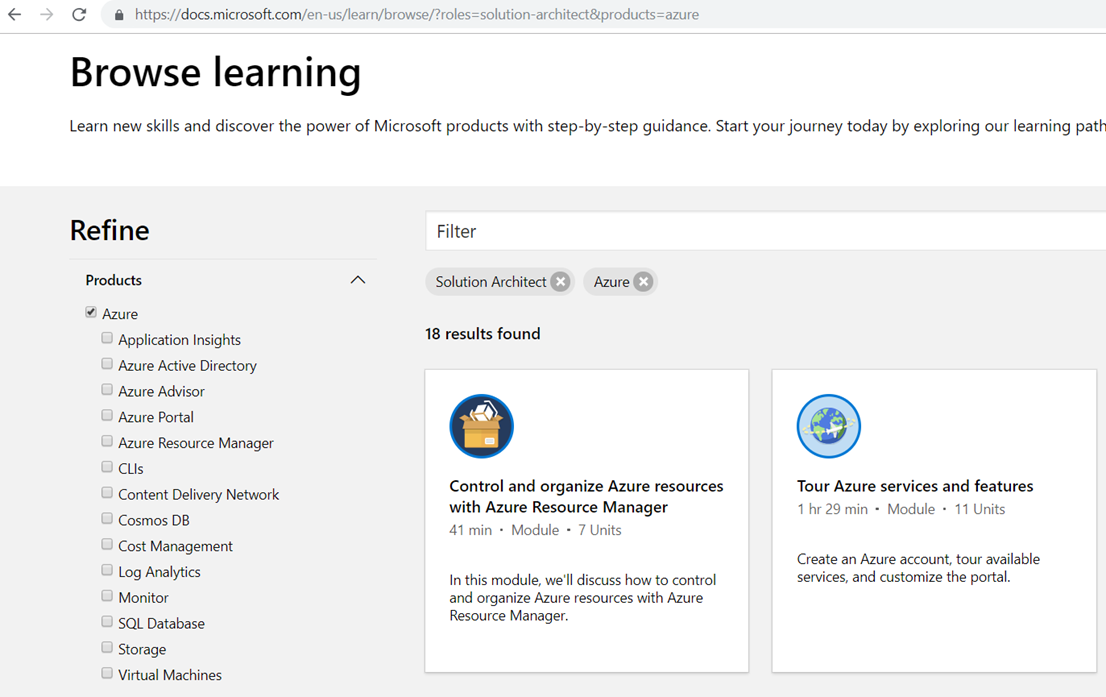 https://docs.microsoft.com/en-us/learn/browse/?roles=solution-architect&products=azure
Browse learning
Learn new skills and discover the power of Microsoft products with step-by-step guidance. Start your journey today by exploring our learning path
Refine
Products
Azure
Application Insights
Azure Active Directory
Azure Advisor
Azure Portal
Azure Resource Manager
CLIs
Content Delivery Network
Cosmos DB
Cost Management
Log Analytics
Monitor
SQL Database
Storage
Virtual Machines
Filter
Solution Architect
Azure
18 results found
Control and organize Azure resources
with Azure Resource Manager
41 min • Module • 7 Units
In this module, we'll discuss how to control
and organize Azure resources with Azure
Resource Manager.
Tour Azure services and features
1 hr 29 min • Module • 11 Units
Create an Azure account, tour available
services, and customize the portal.